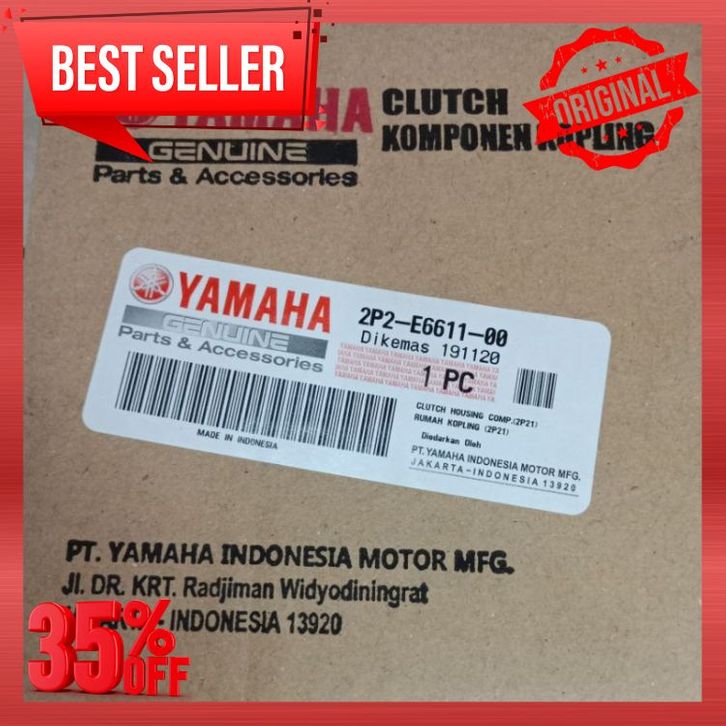 BEST SELLER
ORIGINAL
YAMAHA
GENUINE
Parts & Accessories
CLUTCH
KOMPONEN KOPLING
YAMAHA
GENUINE
Parts & Accessories
MADE IN INDONESIA
2P2-E6611-00
Dikemas 191120
1 PC
CLUTCH HOUSING COMP.(2P21)
RUMAH KOPLING (2P21)
Diedarkan Oleh
PT. YAMAHA INDONESIA MOTOR MFG.
JAKARTA-INDONESIA 13920
PT. YAMAHA INDONESIA MOTOR MFG.
Jl. DR. KRT. Radjiman Widyodiningrat
- INDONESIA 13920
35% OFF